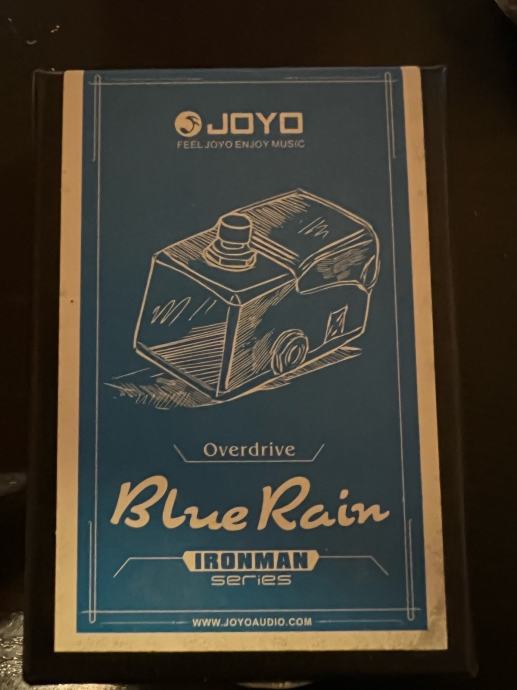 JOYO
FEEL JOYO ENJOY MUSIC
Overdrive
Blue Rain
IRONMAN
series
WWW.JOYOAUDIO.COM